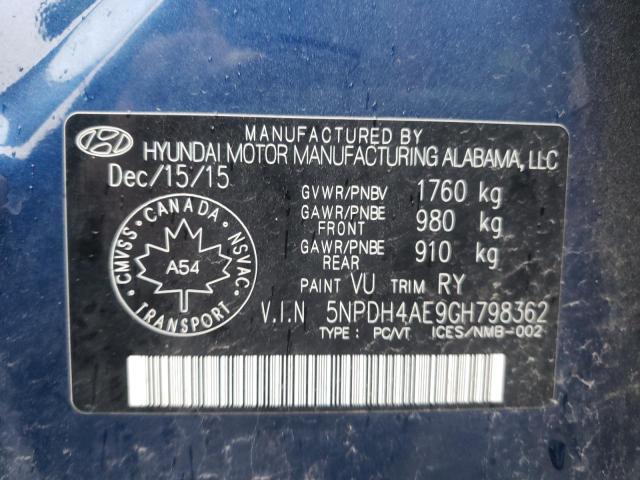 MANUFACTURED BY
HYUNDAI MOTOR MANUFACTURING ALABAMA, LLC
Dec/15/15
GVWR/PNBV 1760 kg
GAWR/PNBE FRONT 980 kg
GAWR/PNBE REAR 910 kg
PAINT VU TRIM RY
CMVSS · CANADA · NSVAC
A54
TRANSPORT
V.I.N 5NPDH4AE9GH798362
TYPE : PC/VT ICES/NMB-002